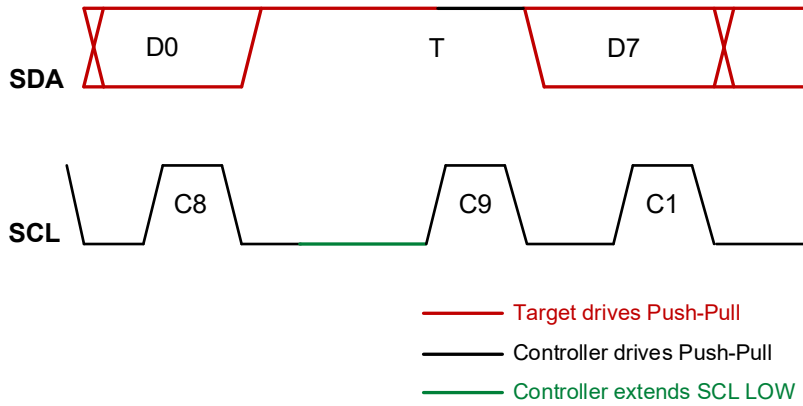 D0 T D7
SDA
C8 C9 C1
SCL
Target drives Push-Pull
Controller drives Push-Pull
Controller extends SCL LOW